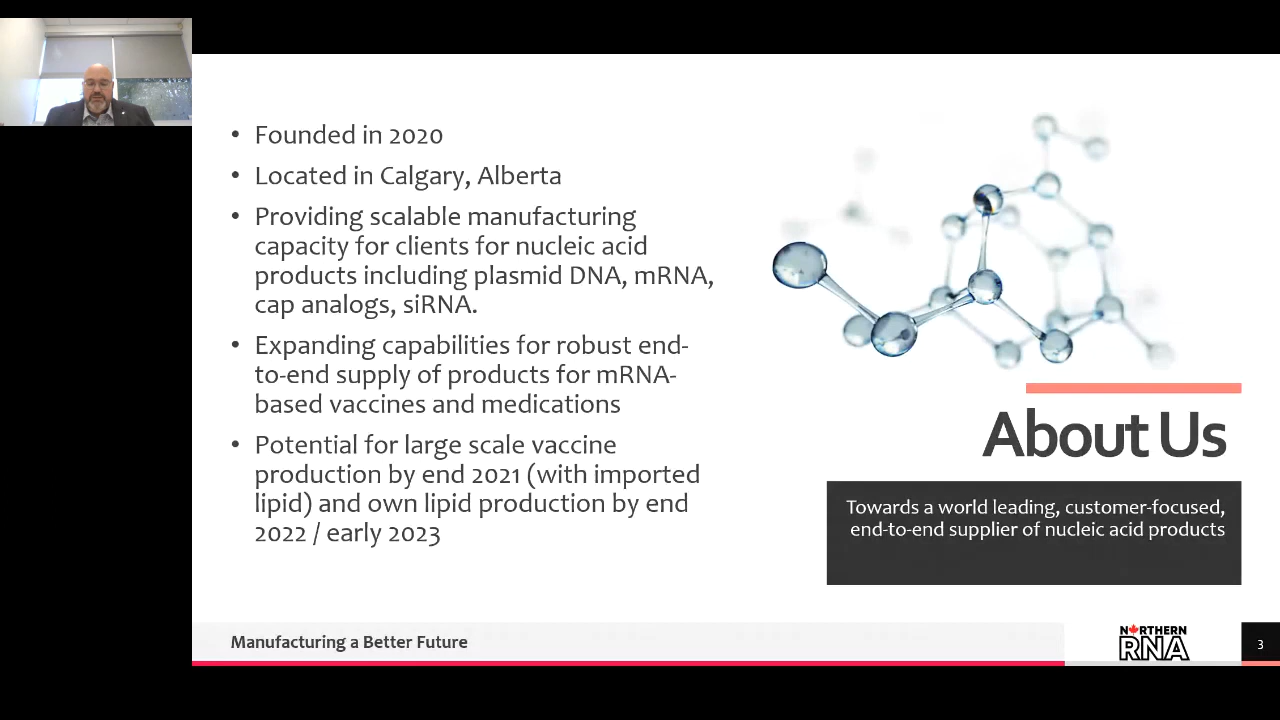 • Founded in 2020
• Located in Calgary, Alberta
• Providing scalable manufacturing
capacity for clients for nucleic acid
products including plasmid DNA, mRNA,
cap analogs, siRNA.
• Expanding capabilities for robust end-
to-end supply of products for mRNA-
based vaccines and medications
• Potential for large scale vaccine
production by end 2021 (with imported
lipid) and own lipid production by end
2022 / early 2023
About Us
Towards a world leading, customer-focused,
end-to-end supplier of nucleic acid products
Manufacturing a Better Future
NORTHERN
RNA
3